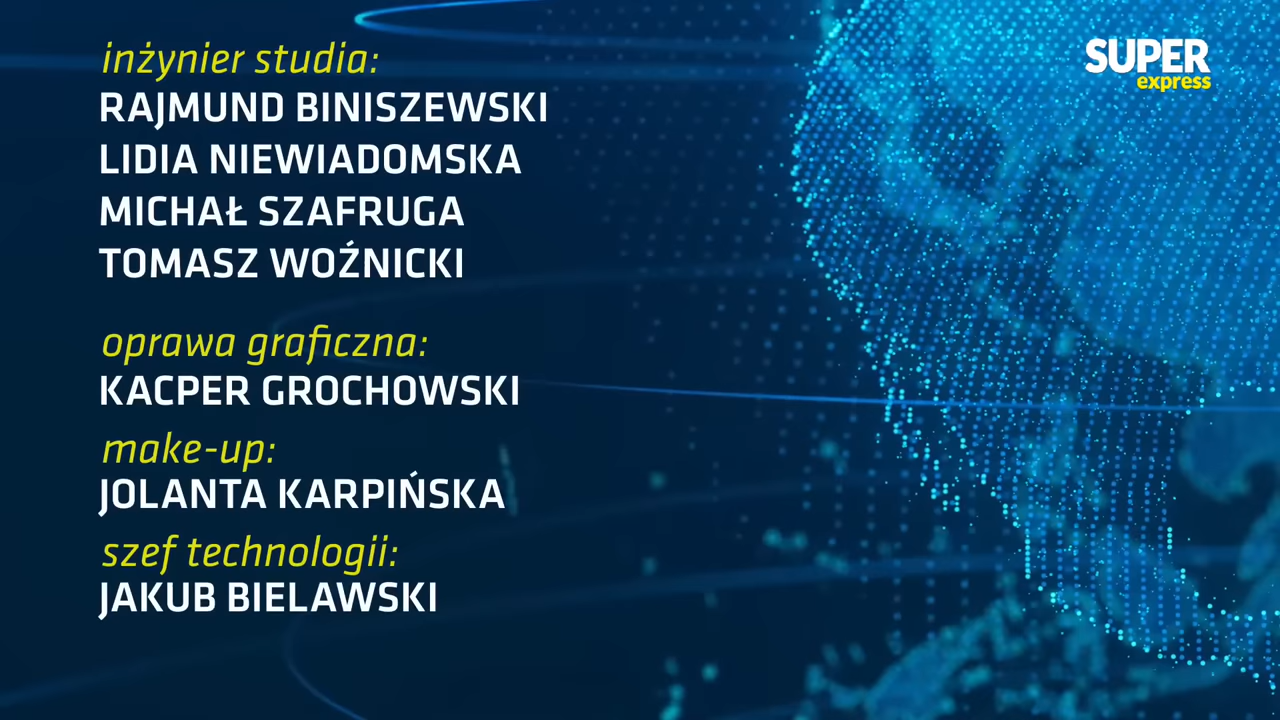 inżynier studia:
RAJMUND BINISZEWSKI
LIDIA NIEWIADOMSKA
MICHAŁ SZAFRUGA
TOMASZ WOŹNICKI
oprawa graficzna:
KACPER GROCHOWSKI
make-up:
JOLANTA KARPIŃSKA
szef technologii:
JAKUB BIELAWSKI
SUPER
express